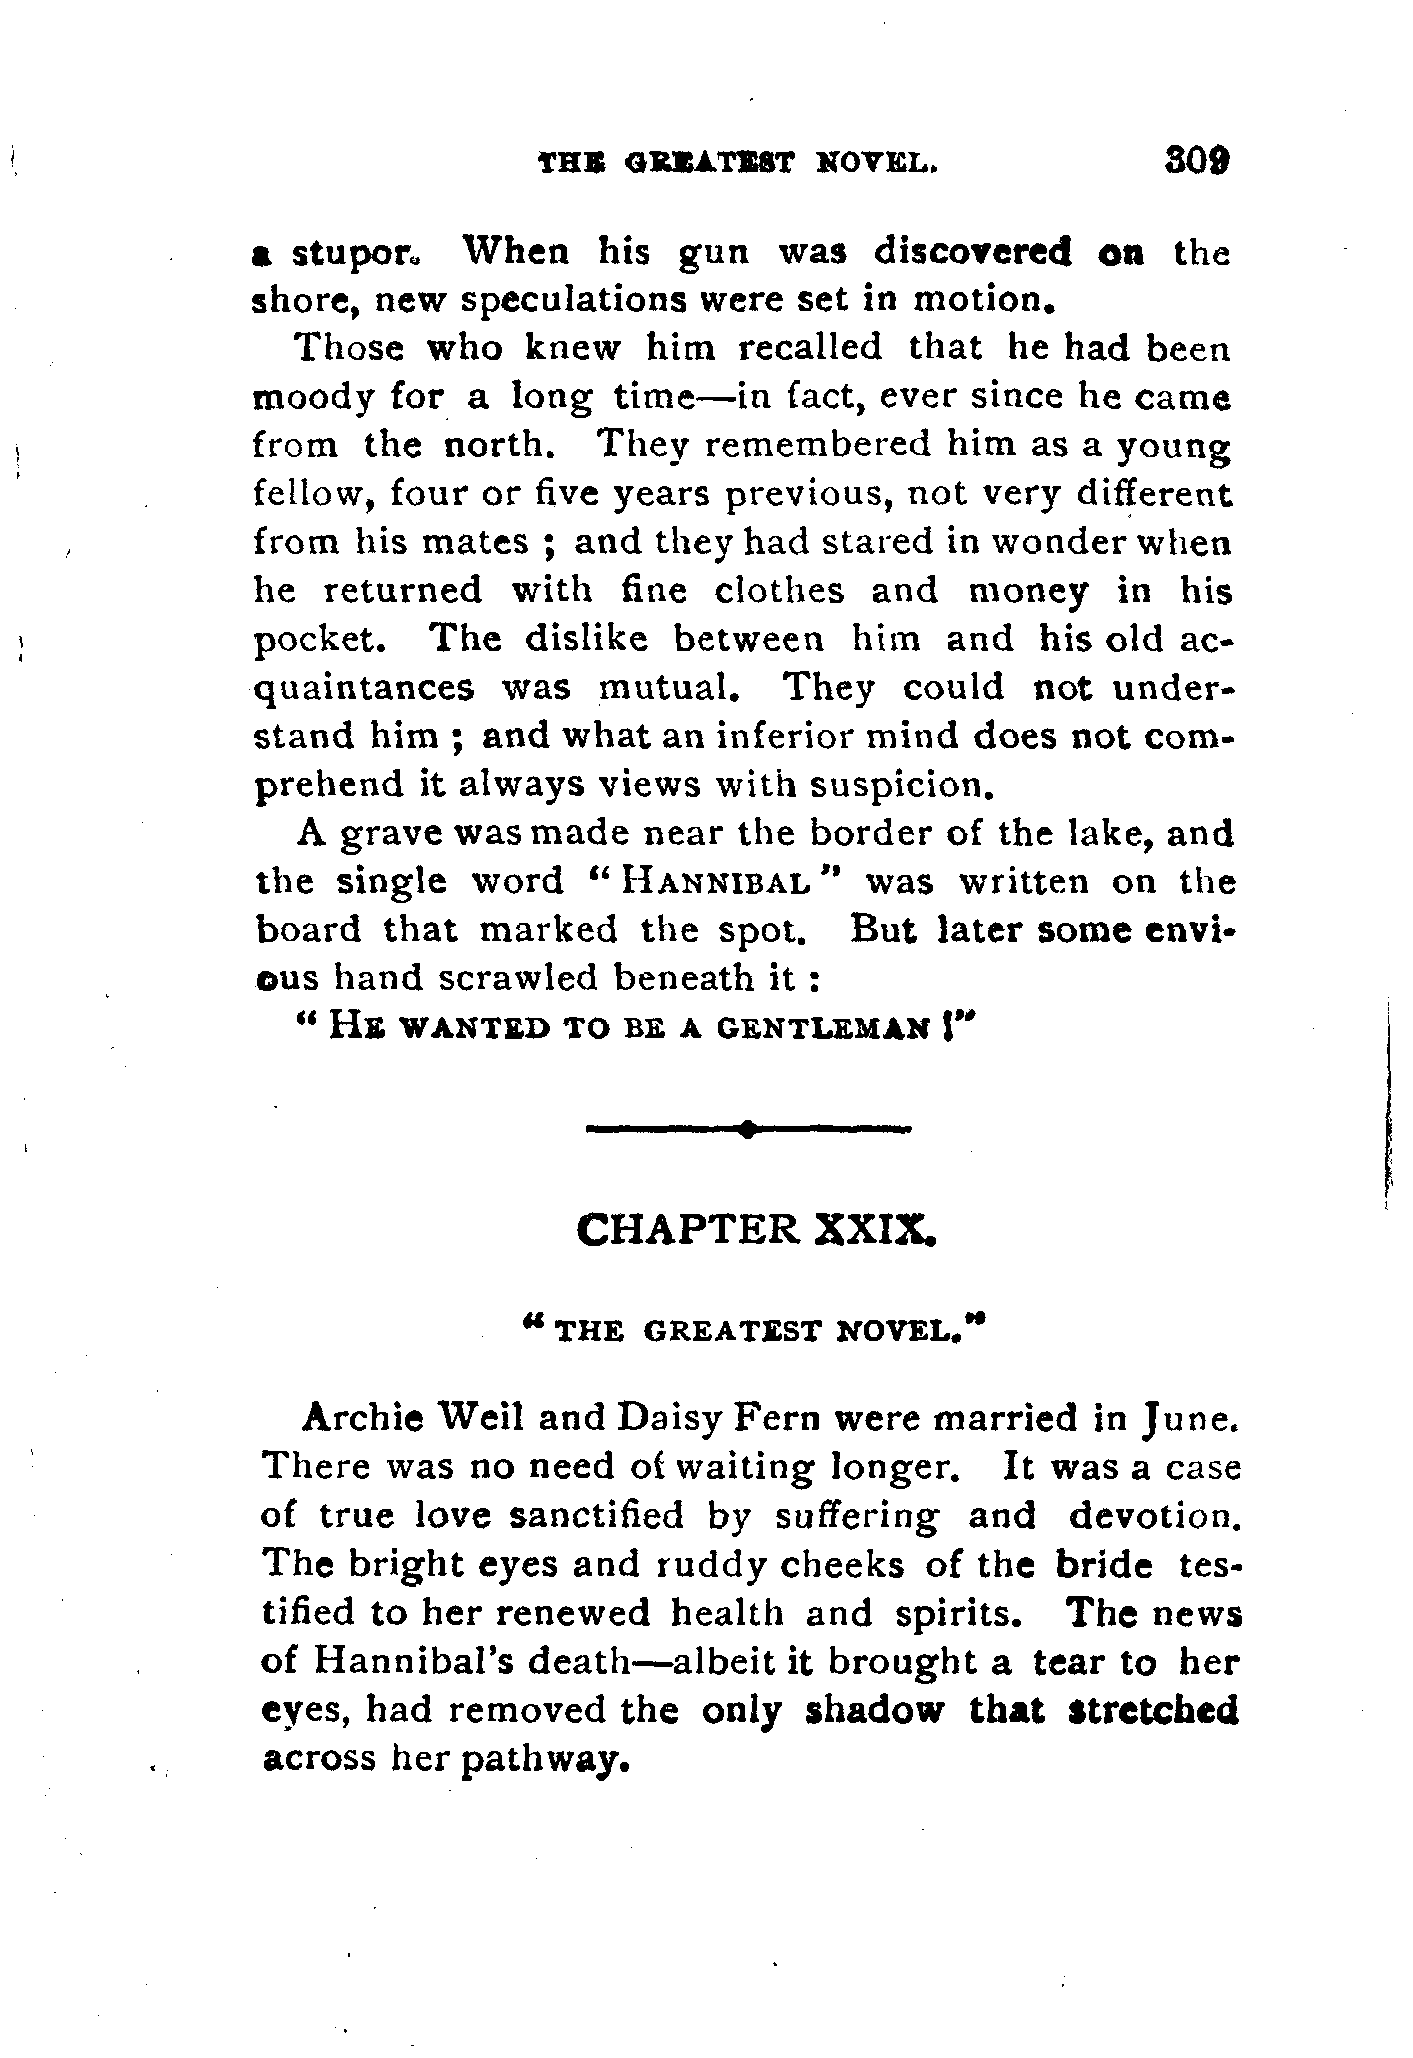 THE GREATEST NOVEL. 309
a stupor. When his gun was discovered on the
shore, new speculations were set in motion.
Those who knew him recalled that he had been
moody for a long time—in fact, ever since he came
from the north. They remembered him as a young
fellow, four or five years previous, not very different
from his mates ; and they had stared in wonder when
he returned with fine clothes and money in his
pocket. The dislike between him and his old ac-
quaintances was mutual. They could not under-
stand him ; and what an inferior mind does not com-
prehend it always views with suspicion.
A grave was made near the border of the lake, and
the single word " HANNIBAL " was written on the
board that marked the spot. But later some envi-
ous hand scrawled beneath it :
" HE WANTED TO BE A GENTLEMAN !"
CHAPTER XXIX.
" THE GREATEST NOVEL."
Archie Weil and Daisy Fern were married in June.
There was no need of waiting longer. It was a case
of true love sanctified by suffering and devotion.
The bright eyes and ruddy cheeks of the bride tes-
tified to her renewed health and spirits. The news
of Hannibal's death—albeit it brought a tear to her
eyes, had removed the only shadow that stretched
across her pathway.